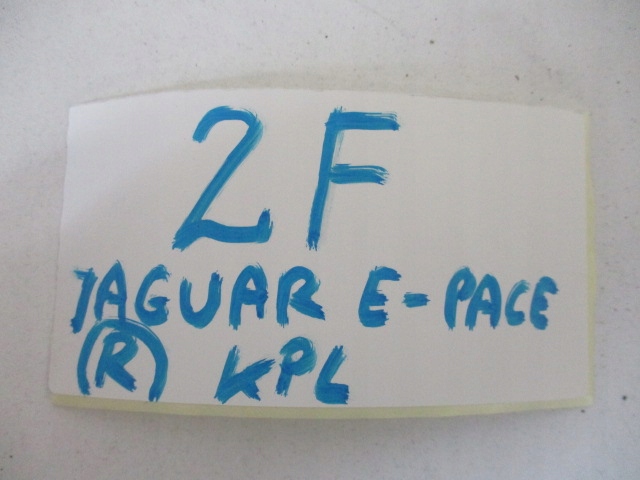 2F
JAGUAR E-PACE
(R) KPL